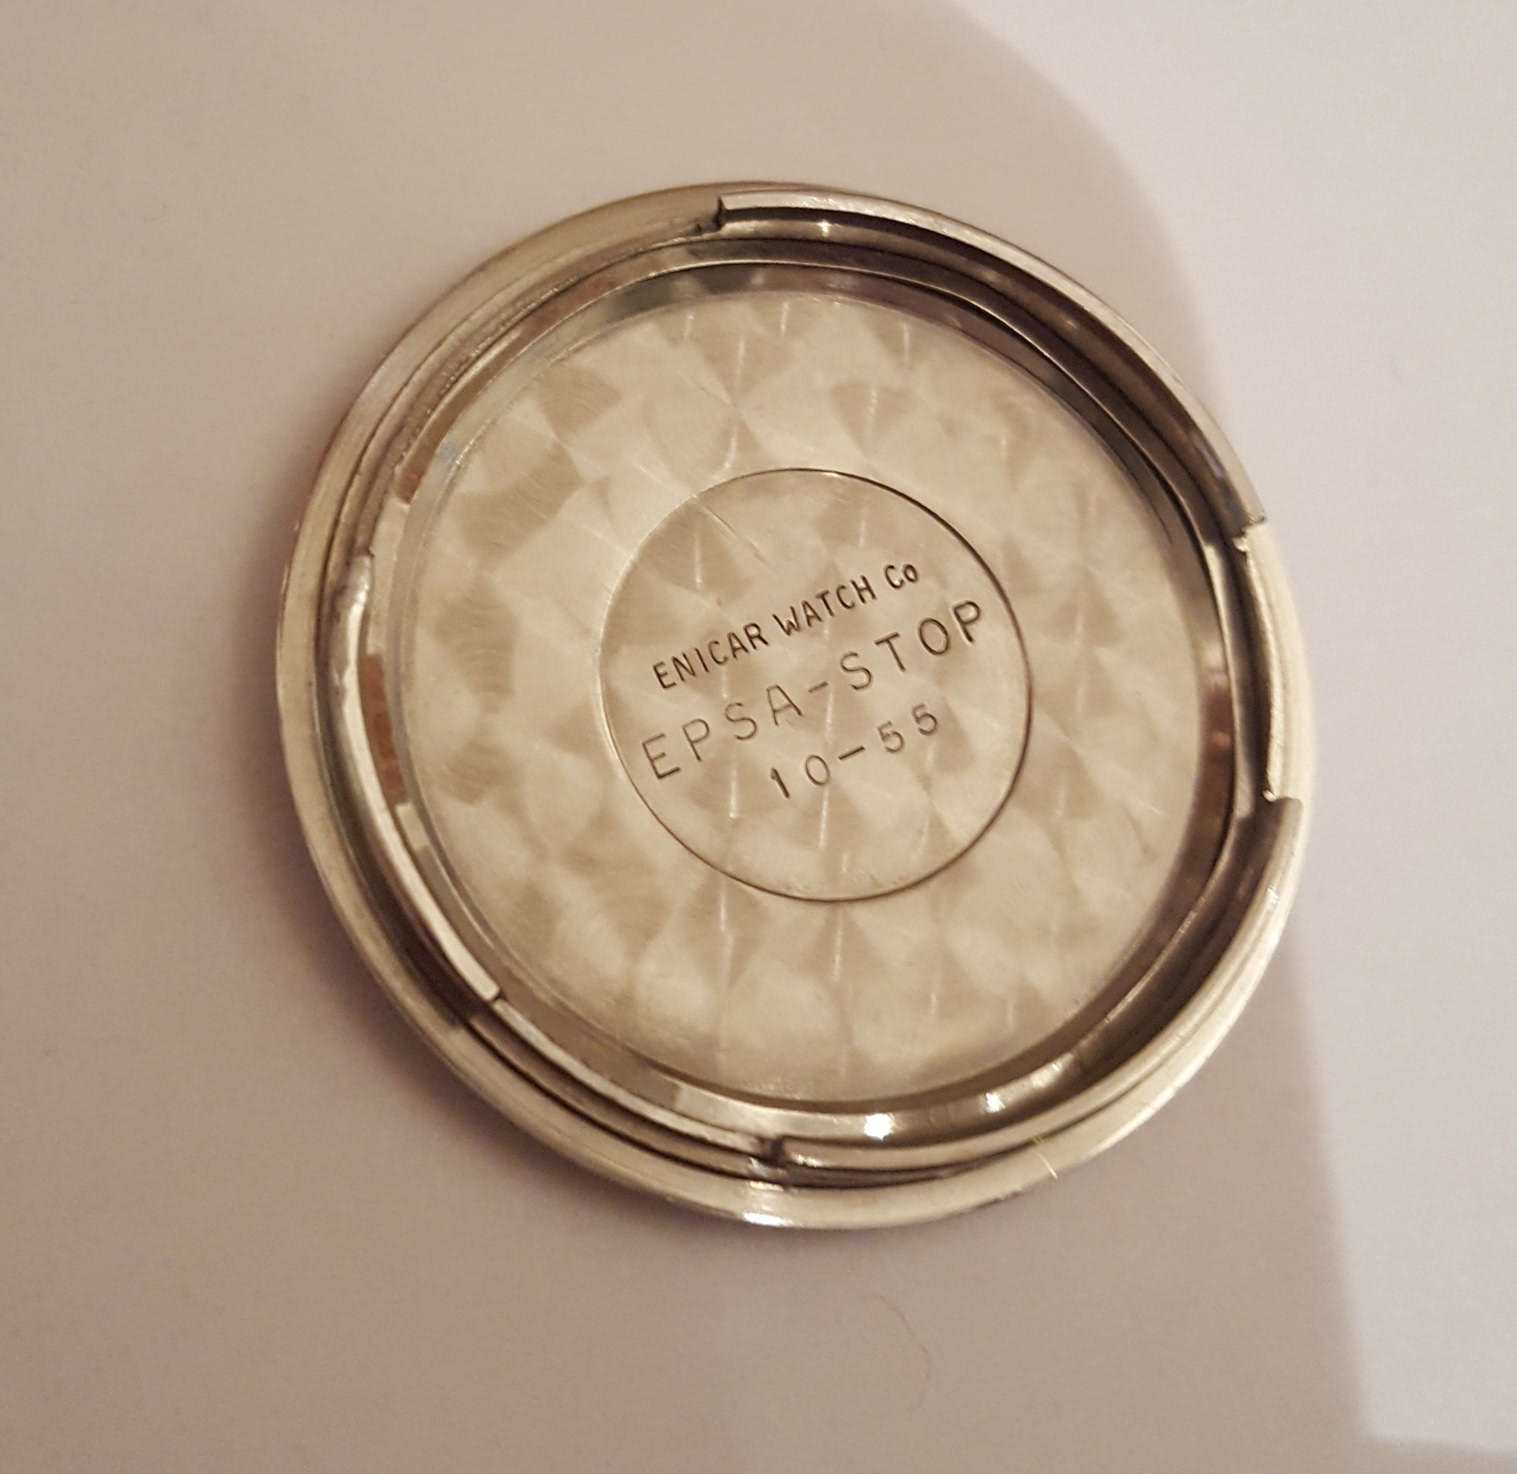 ENICAR WATCH Co
EPSA-STOP
10-55